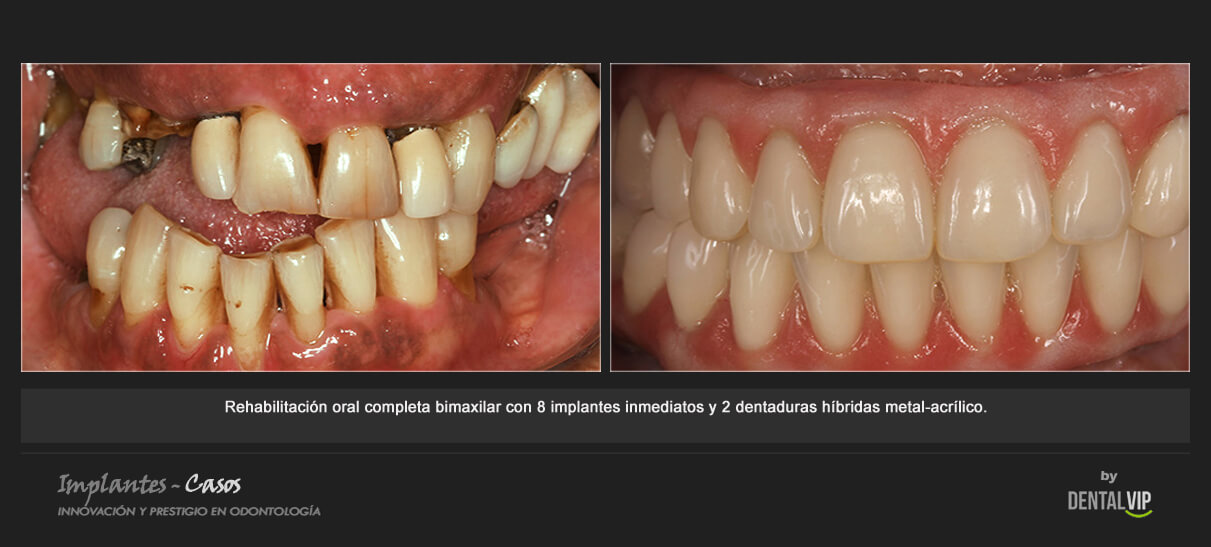 Rehabilitación oral completa bimaxilar con 8 implantes inmediatos y 2 dentaduras híbridas metal-acrílico.
Implantes - Casos
INNOVACIÓN Y PRESTIGIO EN ODONTOLOGÍA
by
DENTALVIP